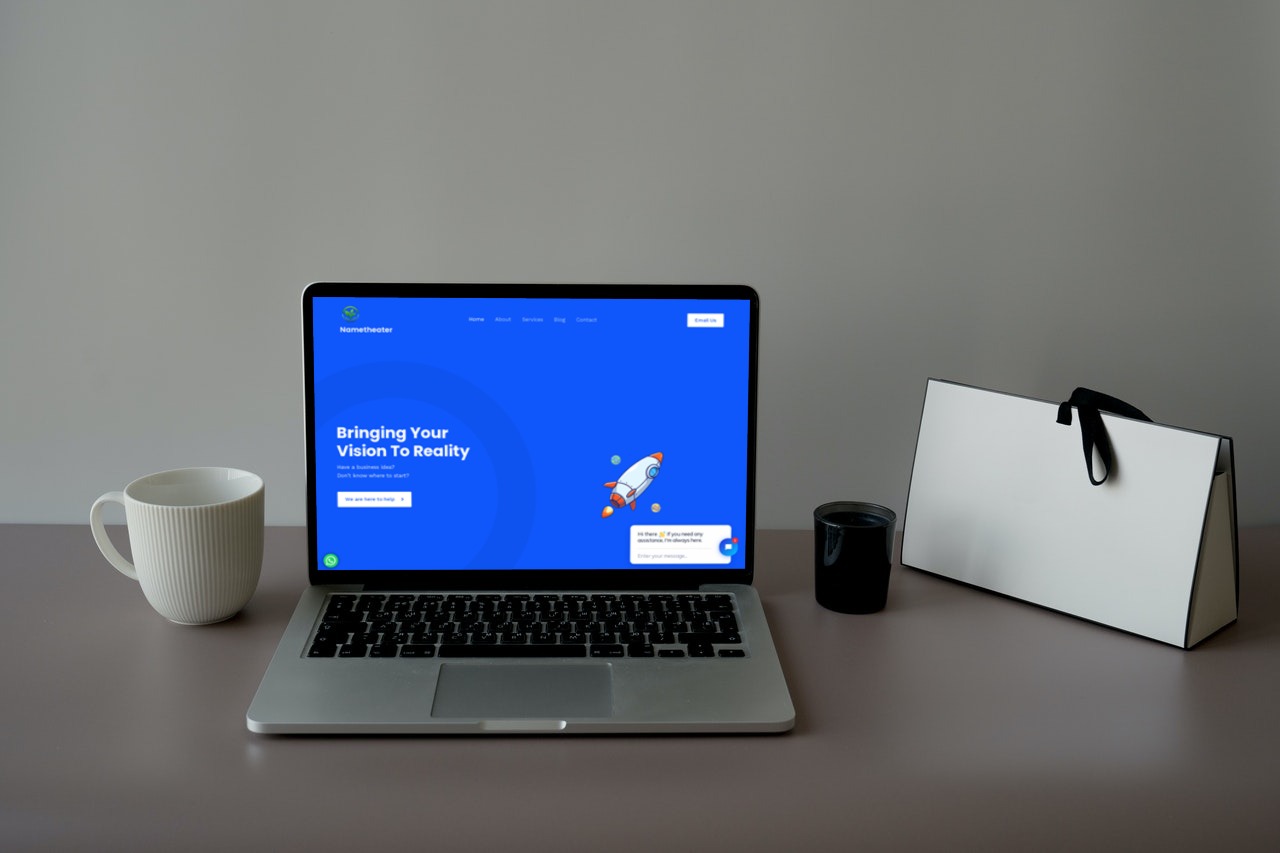 Nametheater
Home About Services Blog Contact
Email Us
Bringing Your
Vision To Reality
Have a business idea?
Don't know where to start?
We are here to help
Hi there 👋 If you need any
assistance, I'm always here.
Enter your message...